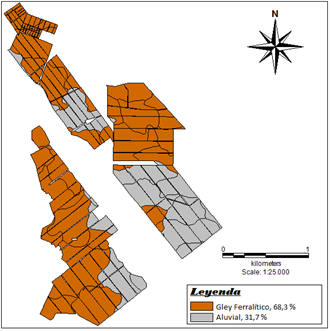 N
0
1
kilometers
Scale: 1:25.000
Leyenda
Gley Ferralítico, 68,3 %
Aluvial, 31,7 %